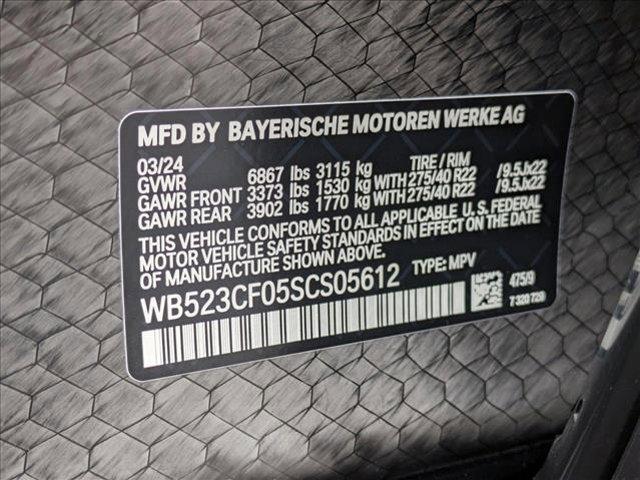 MFD BY BAYERISCHE MOTOREN WERKE AG
03/24
GVWR 6867 lbs 3115 kg TIRE / RIM
GAWR FRONT 3373 lbs 1530 kg WITH 275/40 R22 /9.5Jx22
GAWR REAR 3902 lbs 1770 kg WITH 275/40 R22 /9.5Jx22
THIS VEHICLE CONFORMS TO ALL APPLICABLE U.S. FEDERAL
MOTOR VEHICLE SAFETY STANDARDS IN EFFECT ON THE DATE
OF MANUFACTURE SHOWN ABOVE.
WB523CF05SCS05612 TYPE: MPV
475/9
7 320 729